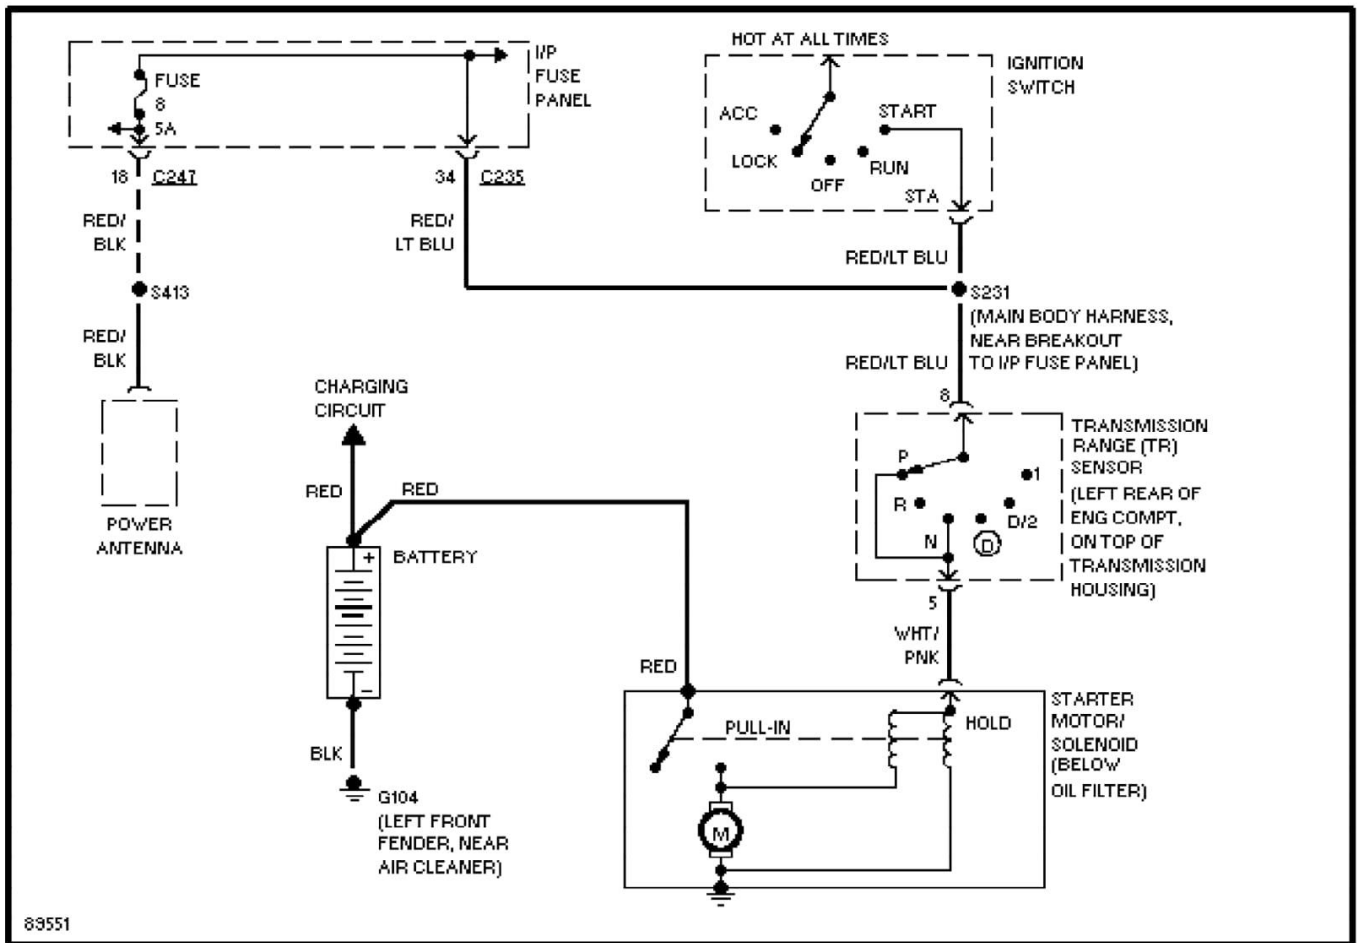 I/P
FUSE
PANEL
FUSE
8
5A
18 C247
34 C235
RED/
BLK
RED/
LT BLU
S413
RED/
BLK
POWER
ANTENNA
HOT AT ALL TIMES
IGNITION
SWITCH
ACC
START
LOCK
RUN
OFF
STA
RED/LT BLU
S231
(MAIN BODY HARNESS,
NEAR BREAKOUT
TO I/P FUSE PANEL)
RED/LT BLU
8
TRANSMISSION
RANGE (TR)
SENSOR
(LEFT REAR OF
ENG COMPT,
ON TOP OF
TRANSMISSION
HOUSING)
P
1
R
D/2
N
D
5
WHT/
PNK
CHARGING
CIRCUIT
RED
RED
+
BATTERY
-
BLK
G104
(LEFT FRONT
FENDER, NEAR
AIR CLEANER)
RED
PULL-IN
HOLD
M
STARTER
MOTOR/
SOLENOID
(BELOW
OIL FILTER)
89551